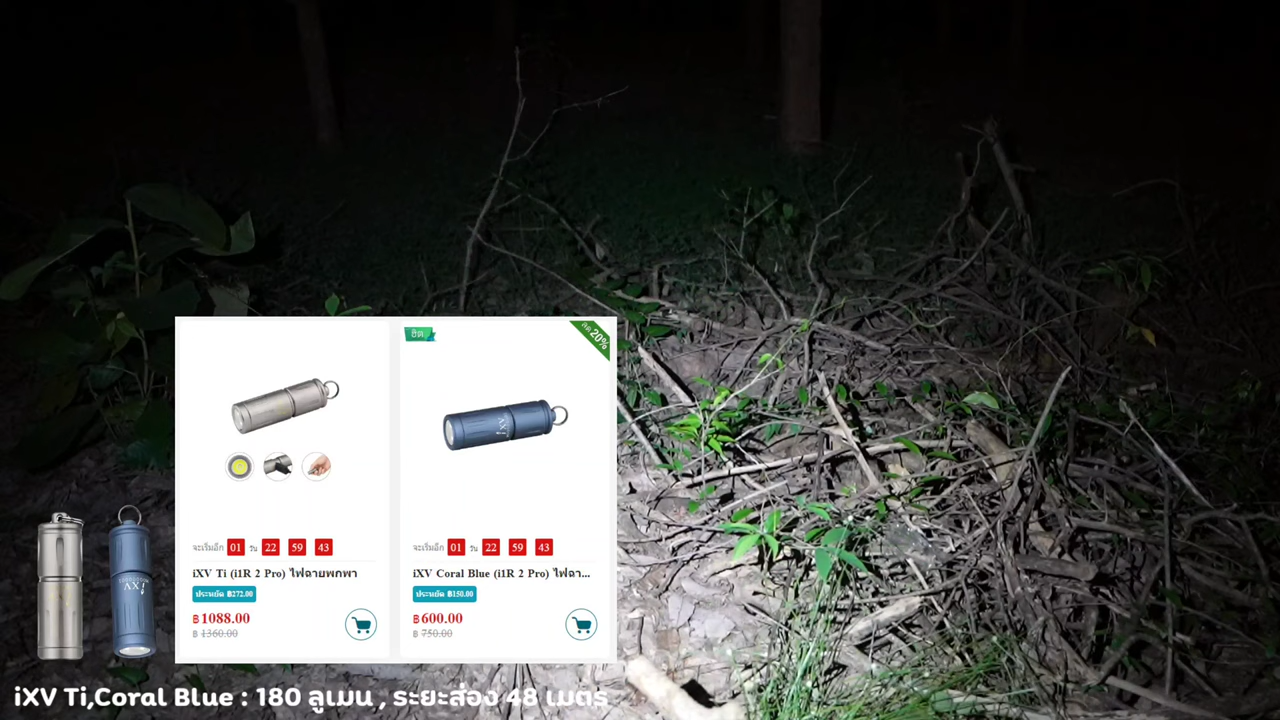 ฮิต
ลด 20%
iXV
จะเริ่มอีก 01 วัน 22 59 43
จะเริ่มอีก 01 วัน 22 59 43
iXV Ti (i1R 2 Pro) ไฟฉายพกพา
iXV Coral Blue (i1R 2 Pro) ไฟฉา...
ประหยัด ฿272.00
ประหยัด ฿150.00
฿1088.00
฿ 1360.00
฿600.00
฿ 750.00
iXV
iXV Ti,Coral Blue : 180 ลูเมน , ระยะส่อง 48 เมตร